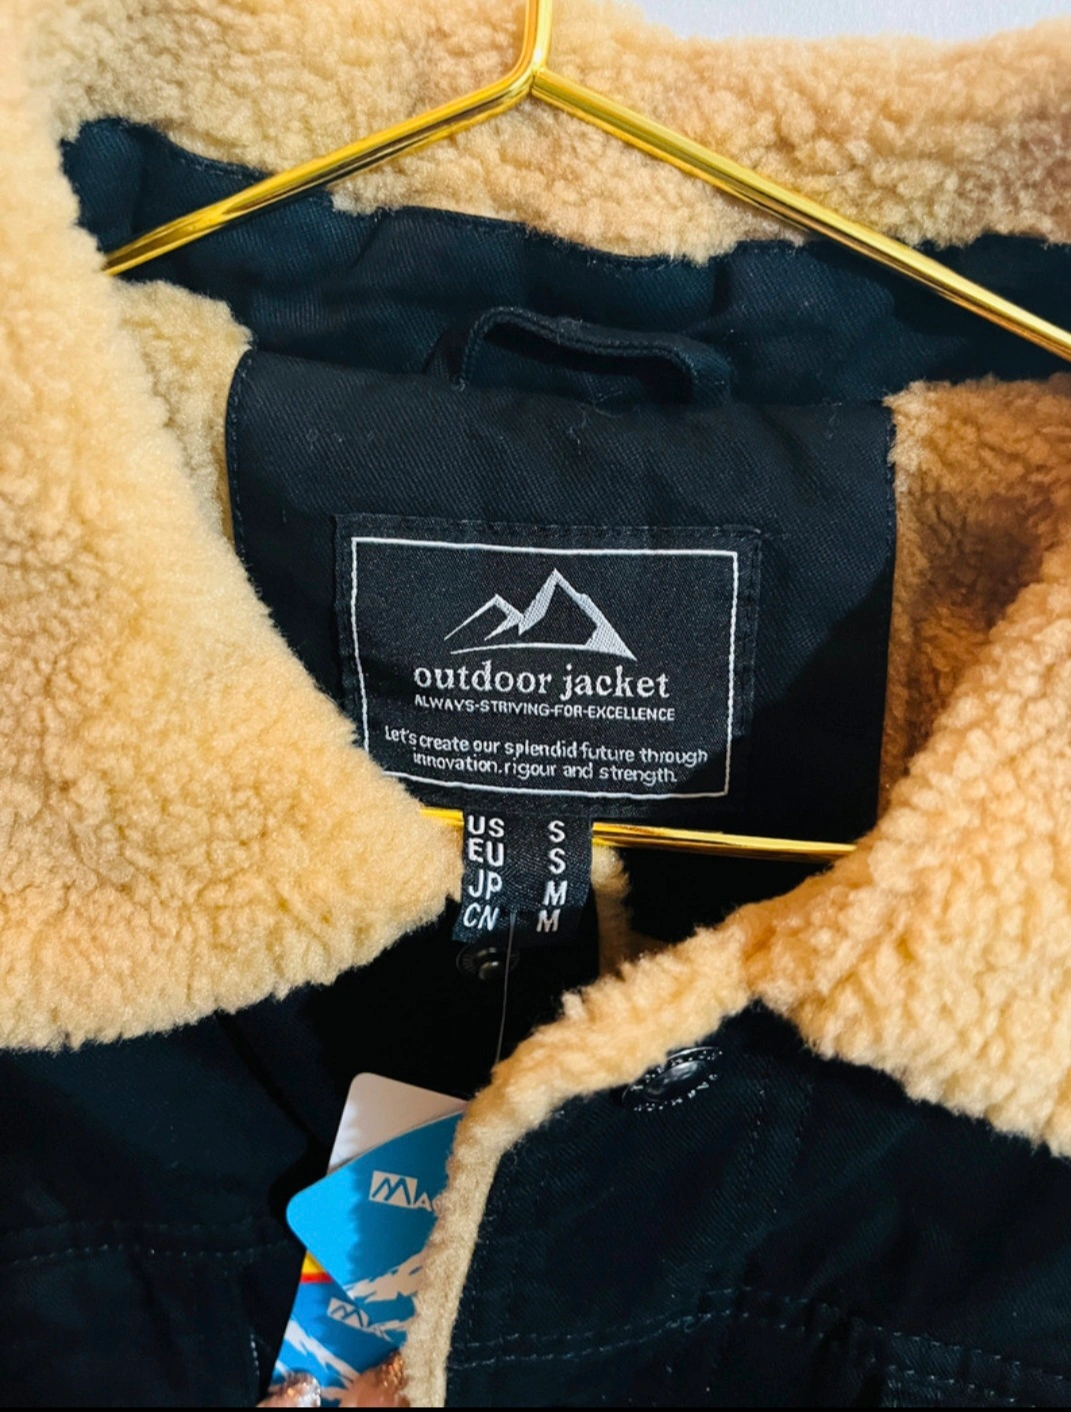 outdoor jacket
ALWAYS-STRIVING-FOR-EXCELLENCE
Let's create our splendid future through
innovation.rigour and strength.
US S
EU S
JP M
CN M